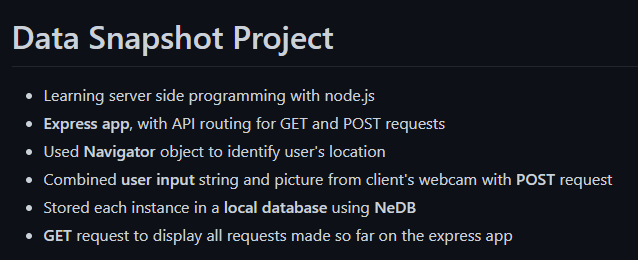 Data Snapshot Project
Learning server side programming with node.js
Express app, with API routing for GET and POST requests
Used Navigator object to identify user's location
Combined user input string and picture from client's webcam with POST request
Stored each instance in a local database using NeDB
GET request to display all requests made so far on the express app